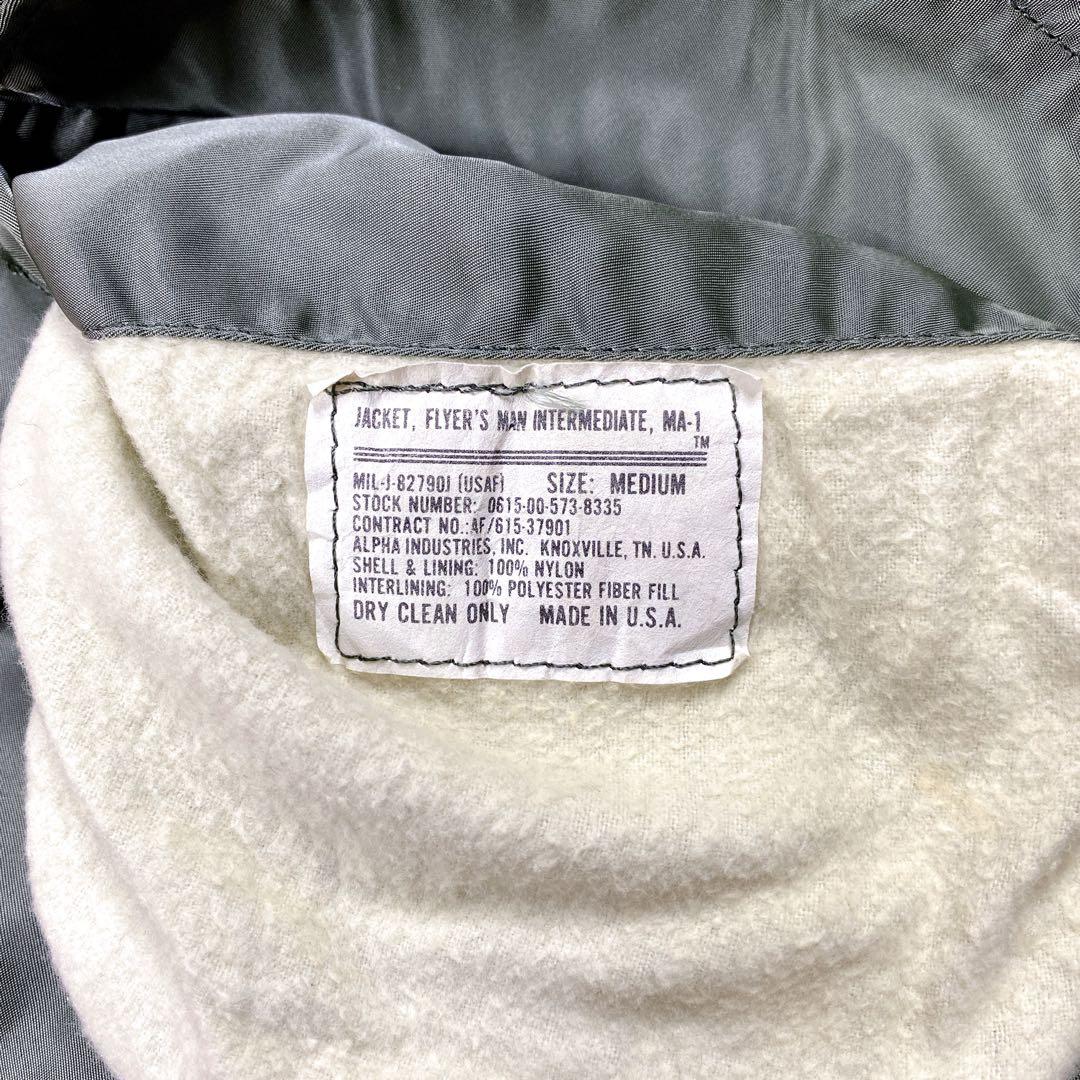 JACKET, FLYER'S MAN INTERMEDIATE, MA-1
TM
MIL-J-82790J (USAF) SIZE: MEDIUM
STOCK NUMBER: 0615-00-573-8335
CONTRACT NO.: AF/615-37901
ALPHA INDUSTRIES, INC. KNOXVILLE, TN. U.S.A.
SHELL & LINING: 100% NYLON
INTERLINING: 100% POLYESTER FIBER FILL
DRY CLEAN ONLY MADE IN U.S.A.